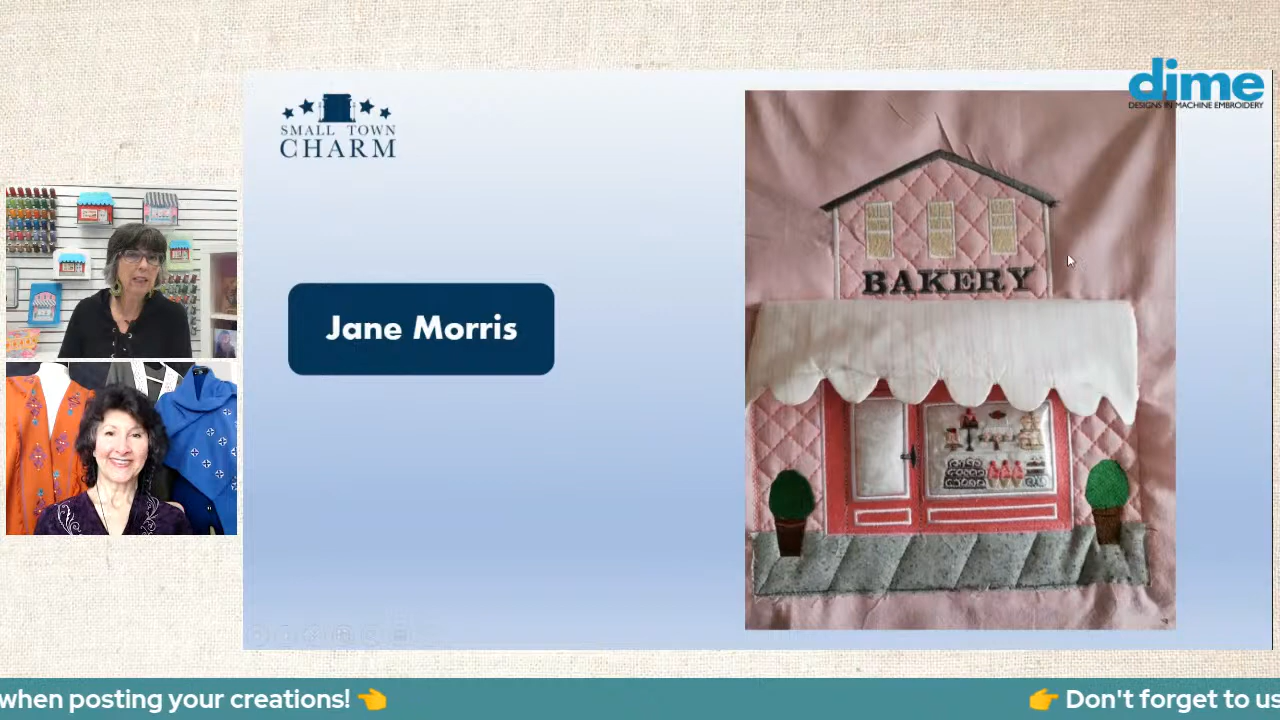 dime
DESIGNS IN MACHINE EMBROIDERY
SMALL TOWN
CHARM
BAKERY
Jane Morris
when posting your creations! 👈
👉 Don't forget to us